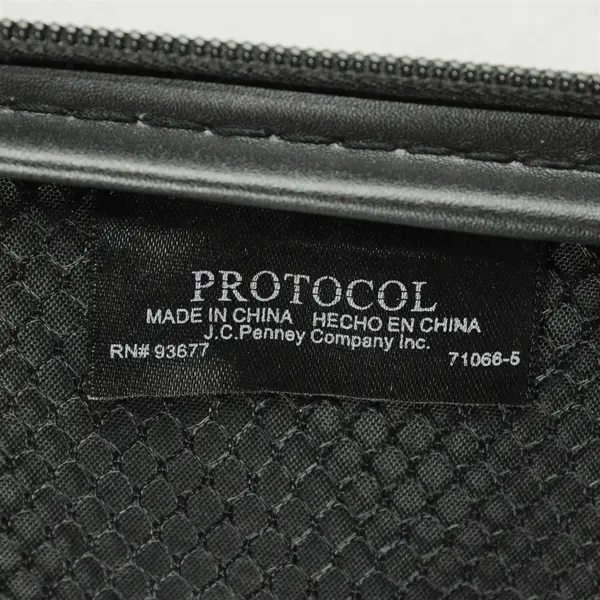 PROTOCOL
MADE IN CHINA HECHO EN CHINA
J.C.Penney Company Inc.
RN# 93677 71066-5